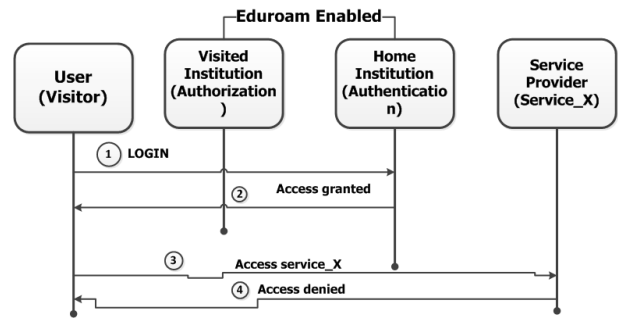 Eduroam Enabled
User
(Visitor)
Visited
Institution
(Authorization
)
Home
Institution
(Authenticatio
n)
Service
Provider
(Service_X)
1 LOGIN
2 Access granted
3 Access service_X
4 Access denied